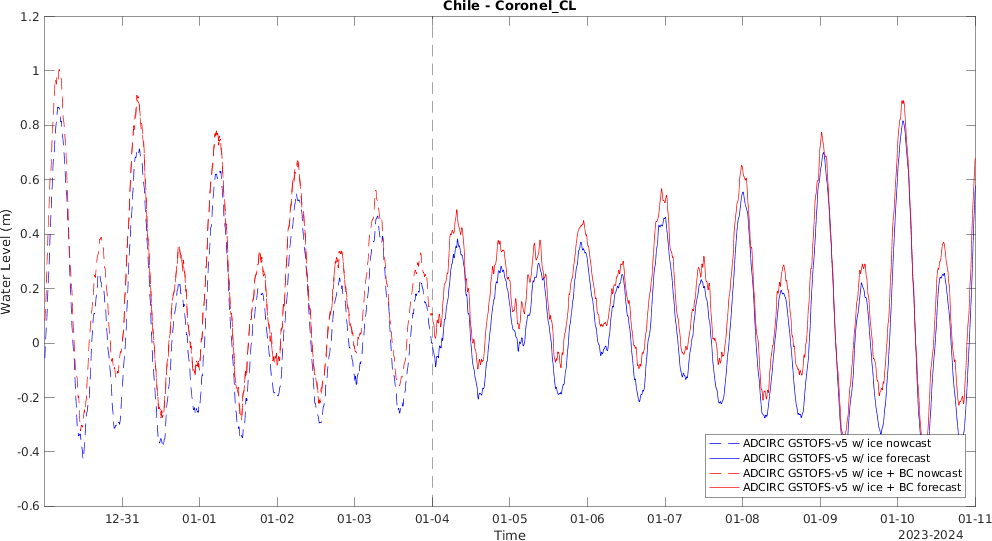 Chile - Coronel_CL
1.2
1
0.8
0.6
0.4
0.2
0
-0.2
-0.4
-0.6
Water Level (m)
12-31 01-01 01-02 01-03 01-04 01-05 01-06 01-07 01-08 01-09 01-10 01-11
Time
2023-2024
ADCIRC GSTOFS-v5 w/ ice nowcast
ADCIRC GSTOFS-v5 w/ ice forecast
ADCIRC GSTOFS-v5 w/ ice + BC nowcast
ADCIRC GSTOFS-v5 w/ ice + BC forecast